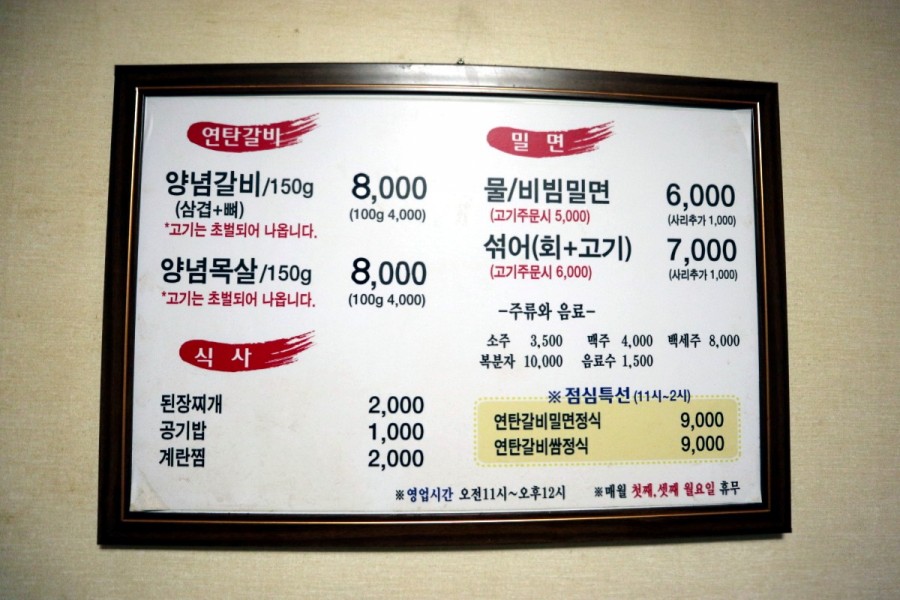 연탄갈비
양념갈비/150g 8,000
(삼겹+뼈) (100g 4,000)
*고기는 초벌되어 나옵니다.
양념목살/150g 8,000
*고기는 초벌되어 나옵니다. (100g 4,000)
식 사
된장찌개 2,000
공기밥 1,000
계란찜 2,000
밀 면
물/비빔밀면 6,000
(고기주문시 5,000) (사리추가 1,000)
섞어(회+고기) 7,000
(고기주문시 6,000) (사리추가 1,000)
-주류와 음료-
소주 3,500 맥주 4,000 백세주 8,000
복분자 10,000 음료수 1,500
※ 점심특선 (11시~2시)
연탄갈비밀면정식 9,000
연탄갈비쌈정식 9,000
※영업시간 오전11시~오후12시 ※매월 첫째,셋째 월요일 휴무